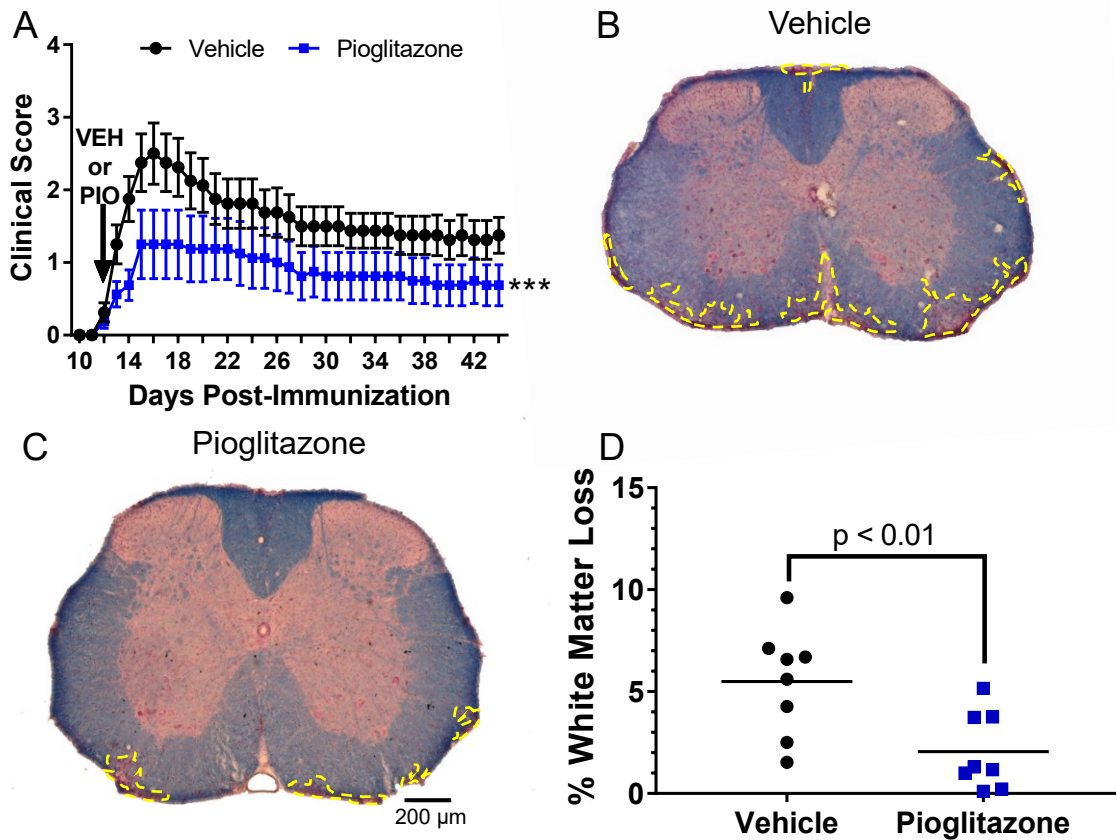 A
Vehicle
Pioglitazone
Clinical Score
4
3
2
1
0
VEH
or
PIO
***
10 14 18 22 26 30 34 38 42
Days Post-Immunization
B
Vehicle
C
Pioglitazone
200 µm
D
% White Matter Loss
15
10
5
0
p < 0.01
Vehicle
Pioglitazone